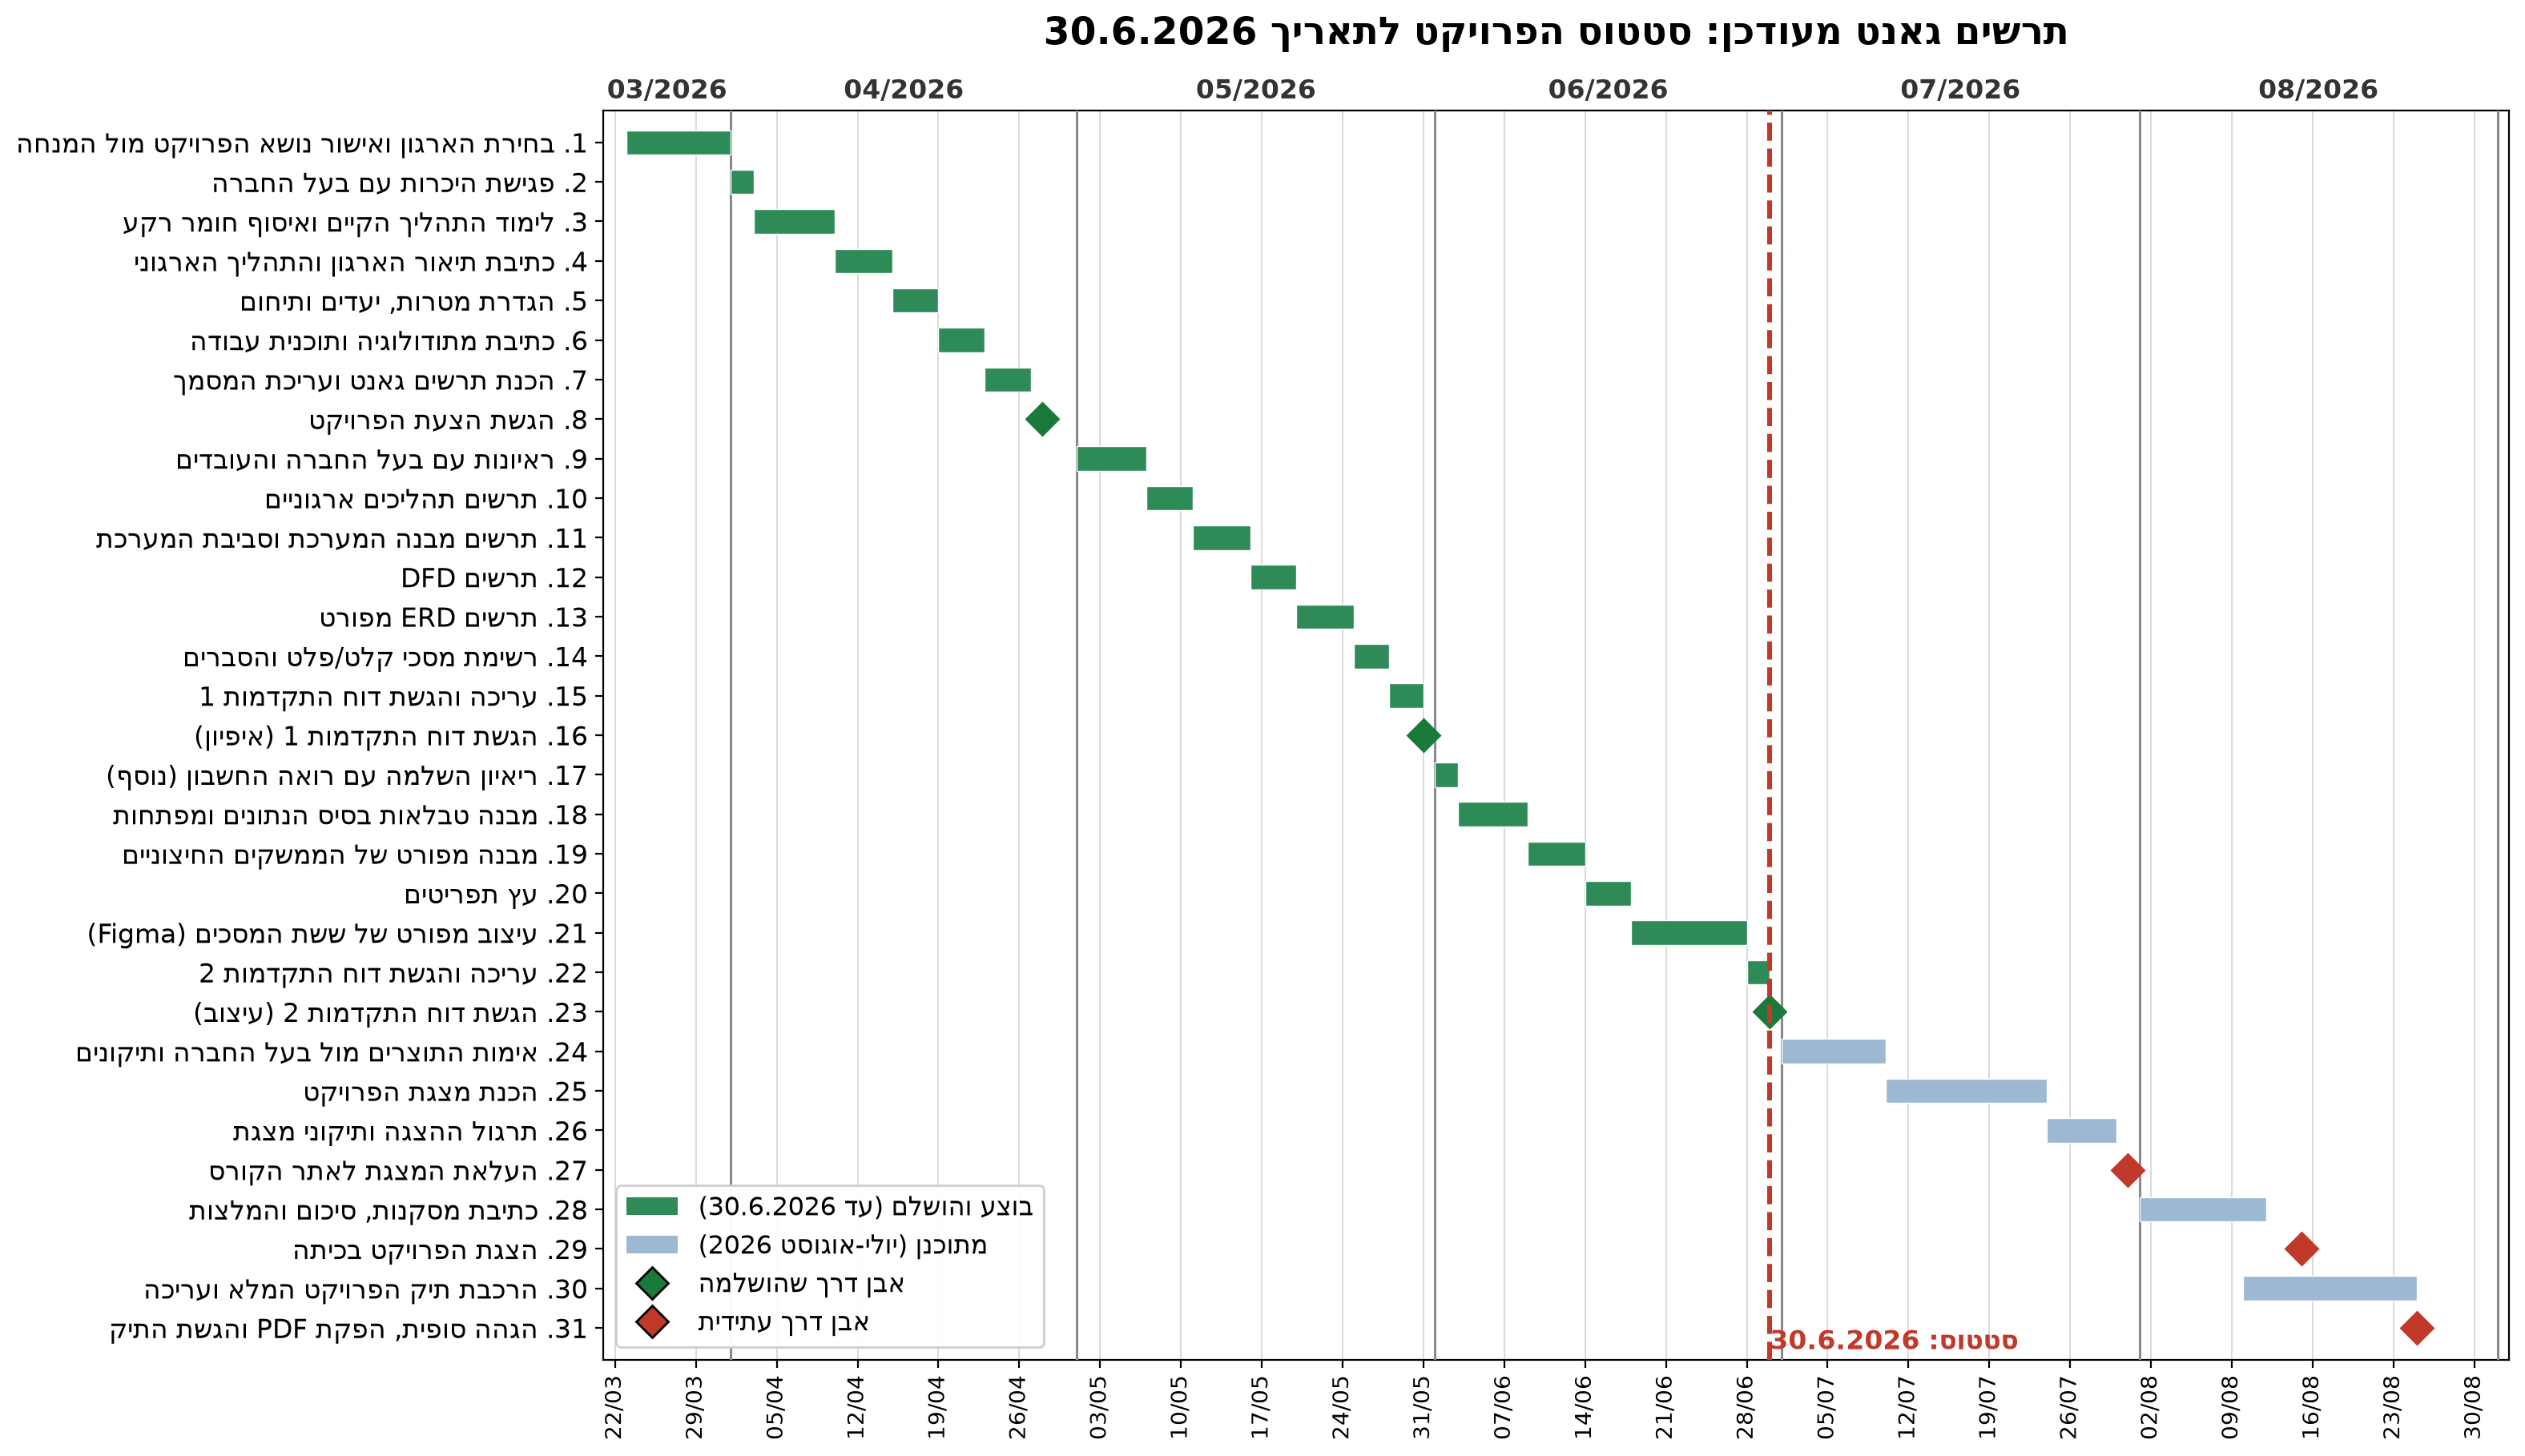 תרשים גאנט מעודכן: סטטוס הפרויקט לתאריך 30.6.2026
03/2026 04/2026 05/2026 06/2026 07/2026 08/2026
1. בחירת הארגון ואישור נושא הפרויקט מול המנחה
2. פגישת היכרות עם בעל החברה
3. לימוד התהליך הקיים ואיסוף חומר רקע
4. כתיבת תיאור הארגון והתהליך הארגוני
5. הגדרת מטרות, יעדים ותיחום
6. כתיבת מתודולוגיה ותוכנית עבודה
7. הכנת תרשים גאנט ועריכת המסמך
8. הגשת הצעת הפרויקט
9. ראיונות עם בעל החברה והעובדים
10. תרשים תהליכים ארגוניים
11. תרשים מבנה המערכת וסביבת המערכת
12. תרשים DFD
13. תרשים ERD מפורט
14. רשימת מסכי קלט/פלט והסברים
15. עריכה והגשת דוח התקדמות 1
16. הגשת דוח התקדמות 1 (איפיון)
17. ריאיון השלמה עם רואה החשבון (נוסף)
18. מבנה טבלאות בסיס הנתונים ומפתחות
19. מבנה מפורט של הממשקים החיצוניים
20. עץ תפריטים
21. עיצוב מפורט של ששת המסכים (Figma)
22. עריכה והגשת דוח התקדמות 2
23. הגשת דוח התקדמות 2 (עיצוב)
24. אימות התוצרים מול בעל החברה ותיקונים
25. הכנת מצגת הפרויקט
26. תרגול ההצגה ותיקוני מצגת
27. העלאת המצגת לאתר הקורס
28. כתיבת מסקנות, סיכום והמלצות
29. הצגת הפרויקט בכיתה
30. הרכבת תיק הפרויקט המלא ועריכה
31. הגהה סופית, הפקת PDF והגשת התיק
בוצע והושלם (עד 30.6.2026)
מתוכנן (יולי-אוגוסט 2026)
אבן דרך שהושלמה
אבן דרך עתידית
סטטוס: 30.6.2026
22/03 29/03 05/04 12/04 19/04 26/04 03/05 10/05 17/05 24/05 31/05 07/06 14/06 21/06 28/06 05/07 12/07 19/07 26/07 02/08 09/08 16/08 23/08 30/08